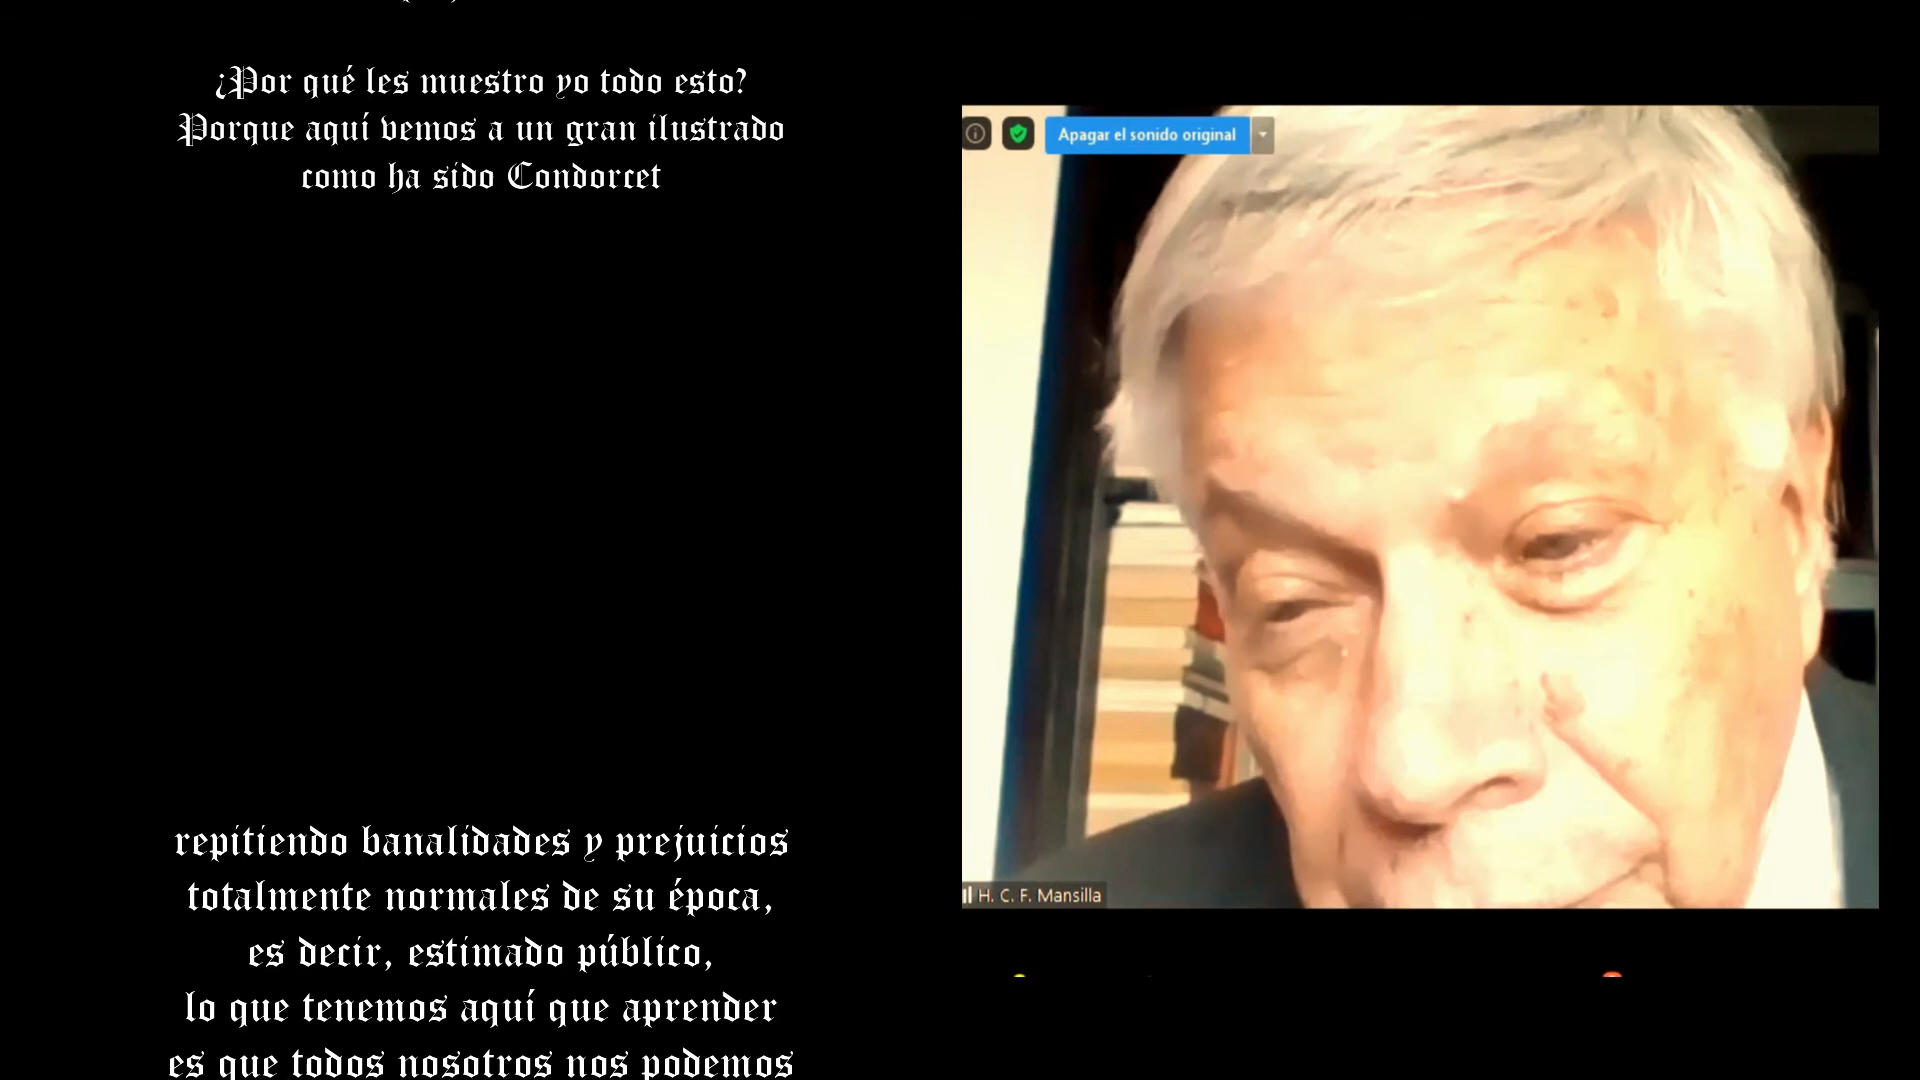 ¿Por qué les muestro yo todo esto?
Porque aquí vemos a un gran ilustrado
como ha sido Condorcet
repitiendo banalidades y prejuicios
totalmente normales de su época,
es decir, estimado público,
lo que tenemos aquí que aprender
es que todos nosotros nos podemos
Apagar el sonido original
H. C. F. Mansilla